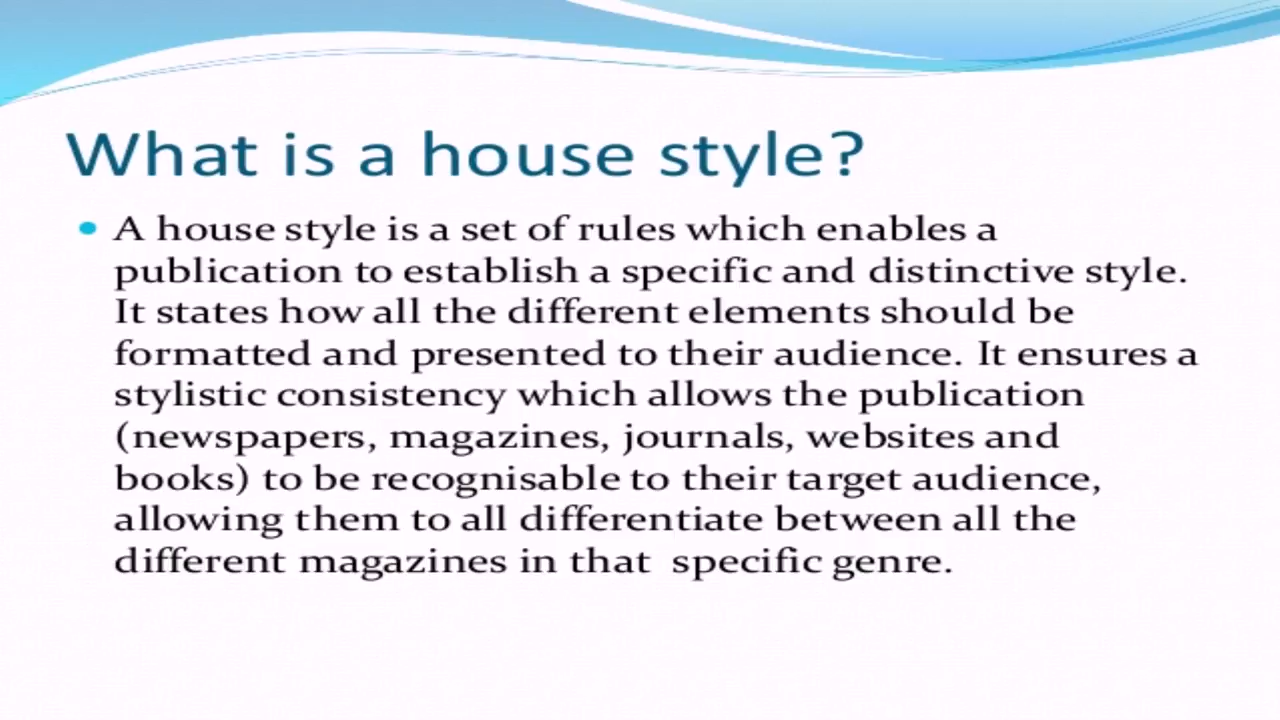 What is a house style?
• A house style is a set of rules which enables a
publication to establish a specific and distinctive style.
It states how all the different elements should be
formatted and presented to their audience. It ensures a
stylistic consistency which allows the publication
(newspapers, magazines, journals, websites and
books) to be recognisable to their target audience,
allowing them to all differentiate between all the
different magazines in that  specific genre.